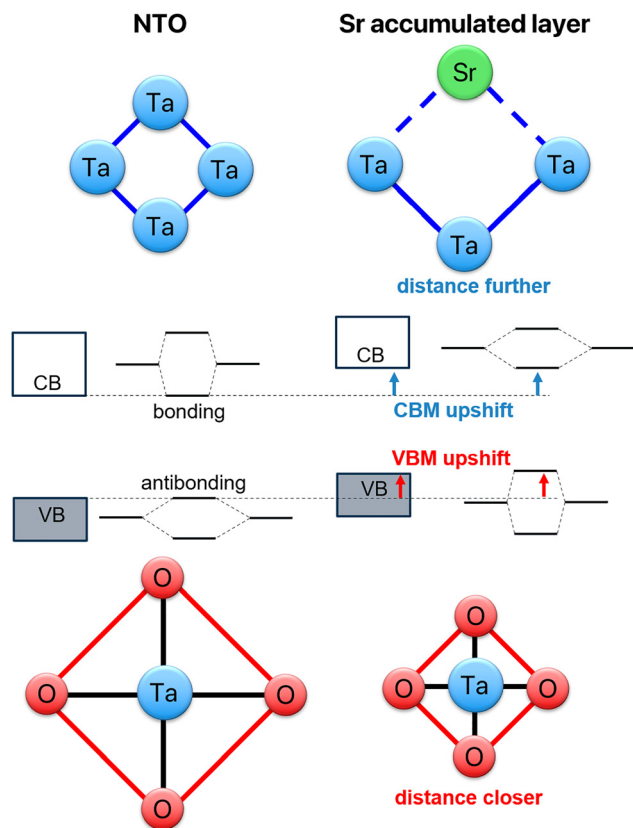 NTO
Sr accumulated layer
Sr
Ta
Ta
Ta
Ta
Ta
Ta
Ta
distance further
CB
bonding
CB
CBM upshift
VBM upshift
antibonding
VB
VB
O
O
Ta
O
O
O
O
Ta
O
O
distance closer